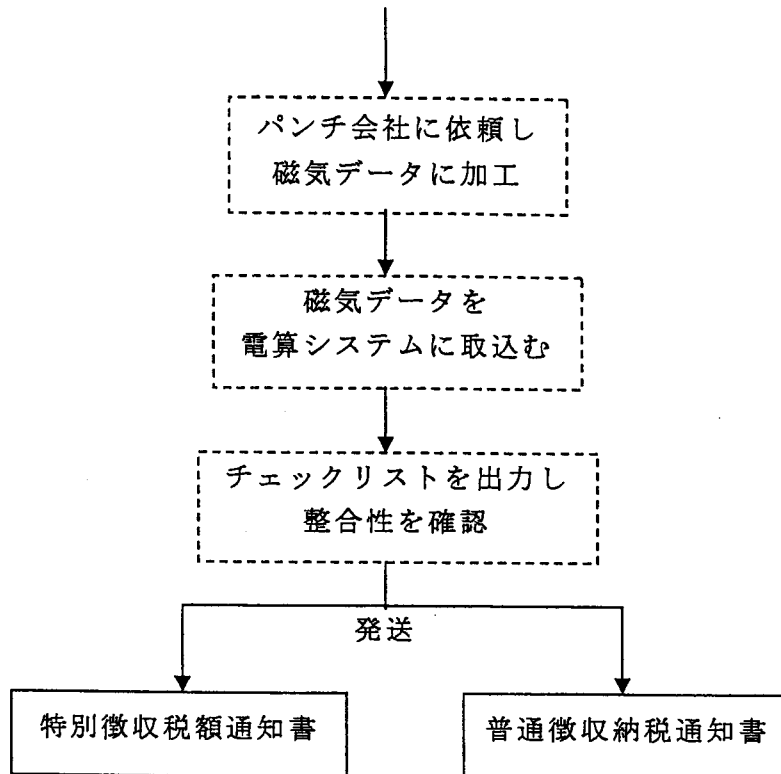 パンチ会社に依頼し
磁気データに加工
磁気データを
電算システムに取込む
チェックリストを出力し
整合性を確認
発送
特別徴収税額通知書
普通徴収納税通知書